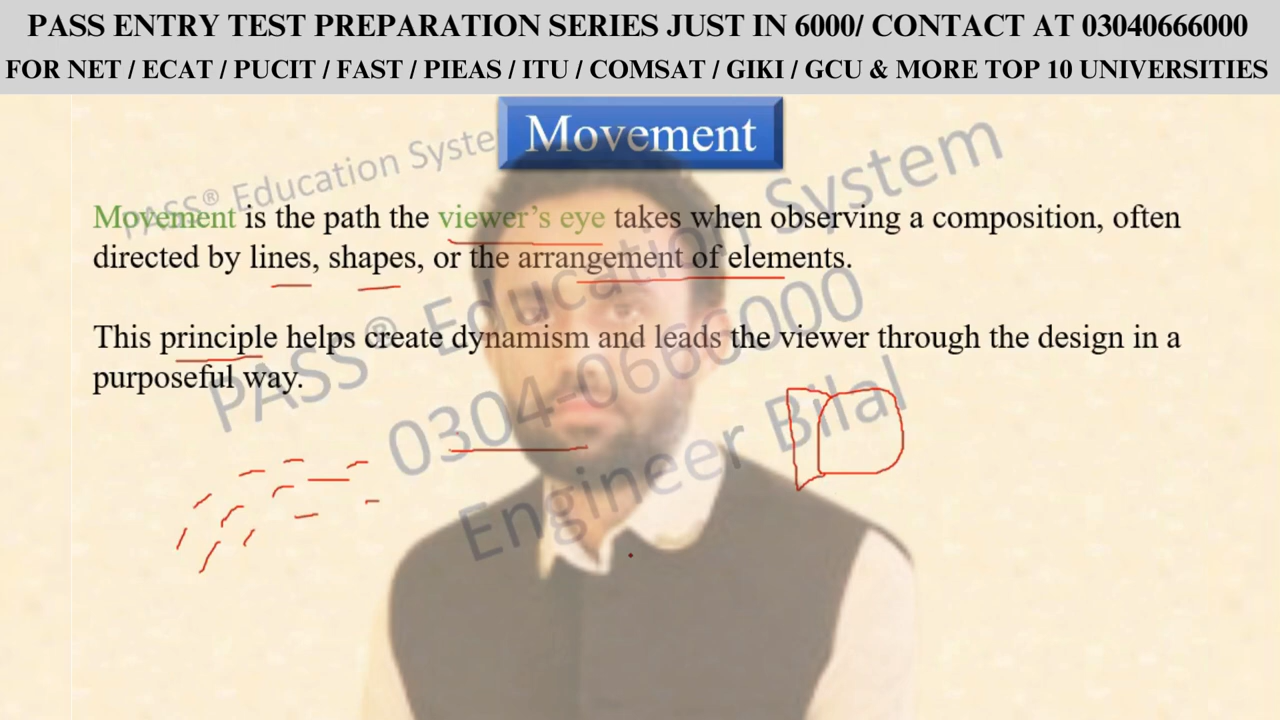 PASS ENTRY TEST PREPARATION SERIES JUST IN 6000/ CONTACT AT 03040666000
FOR NET / ECAT / PUCIT / FAST / PIEAS / ITU / COMSAT / GIKI / GCU & MORE TOP 10 UNIVERSITIES
Movement
PASS® Education System
Movement is the path the viewer's eye takes when observing a composition, often
directed by lines, shapes, or the arrangement of elements.
This principle helps create dynamism and leads the viewer through the design in a
purposeful way.
PASS® Education System
0304-0666000
Engineer Bilal